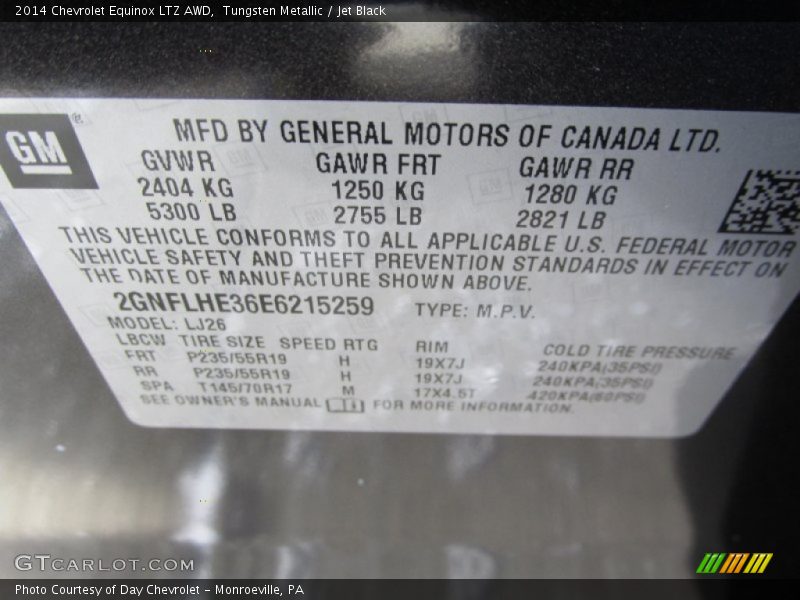 2014 Chevrolet Equinox LTZ AWD, Tungsten Metallic / Jet Black
GM®
MFD BY GENERAL MOTORS OF CANADA LTD.
GVWR GAWR FRT GAWR RR
2404 KG 1250 KG 1280 KG
5300 LB 2755 LB 2821 LB
THIS VEHICLE CONFORMS TO ALL APPLICABLE U.S. FEDERAL MOTOR
VEHICLE SAFETY AND THEFT PREVENTION STANDARDS IN EFFECT ON
THE DATE OF MANUFACTURE SHOWN ABOVE.
2GNFLHE36E6215259 TYPE: M.P.V.
MODEL: LJ26
LBCW TIRE SIZE SPEED RTG RIM COLD TIRE PRESSURE
FRT P235/55R19 H 19X7J 240KPA(35PSI)
RR P235/55R19 H 19X7J 240KPA(35PSI)
SPA T145/70R17 M 17X4.5T 420KPA(60PSI)
SEE OWNER'S MANUAL FOR MORE INFORMATION.
GTCARLOT.COM
Photo Courtesy of Day Chevrolet - Monroeville, PA